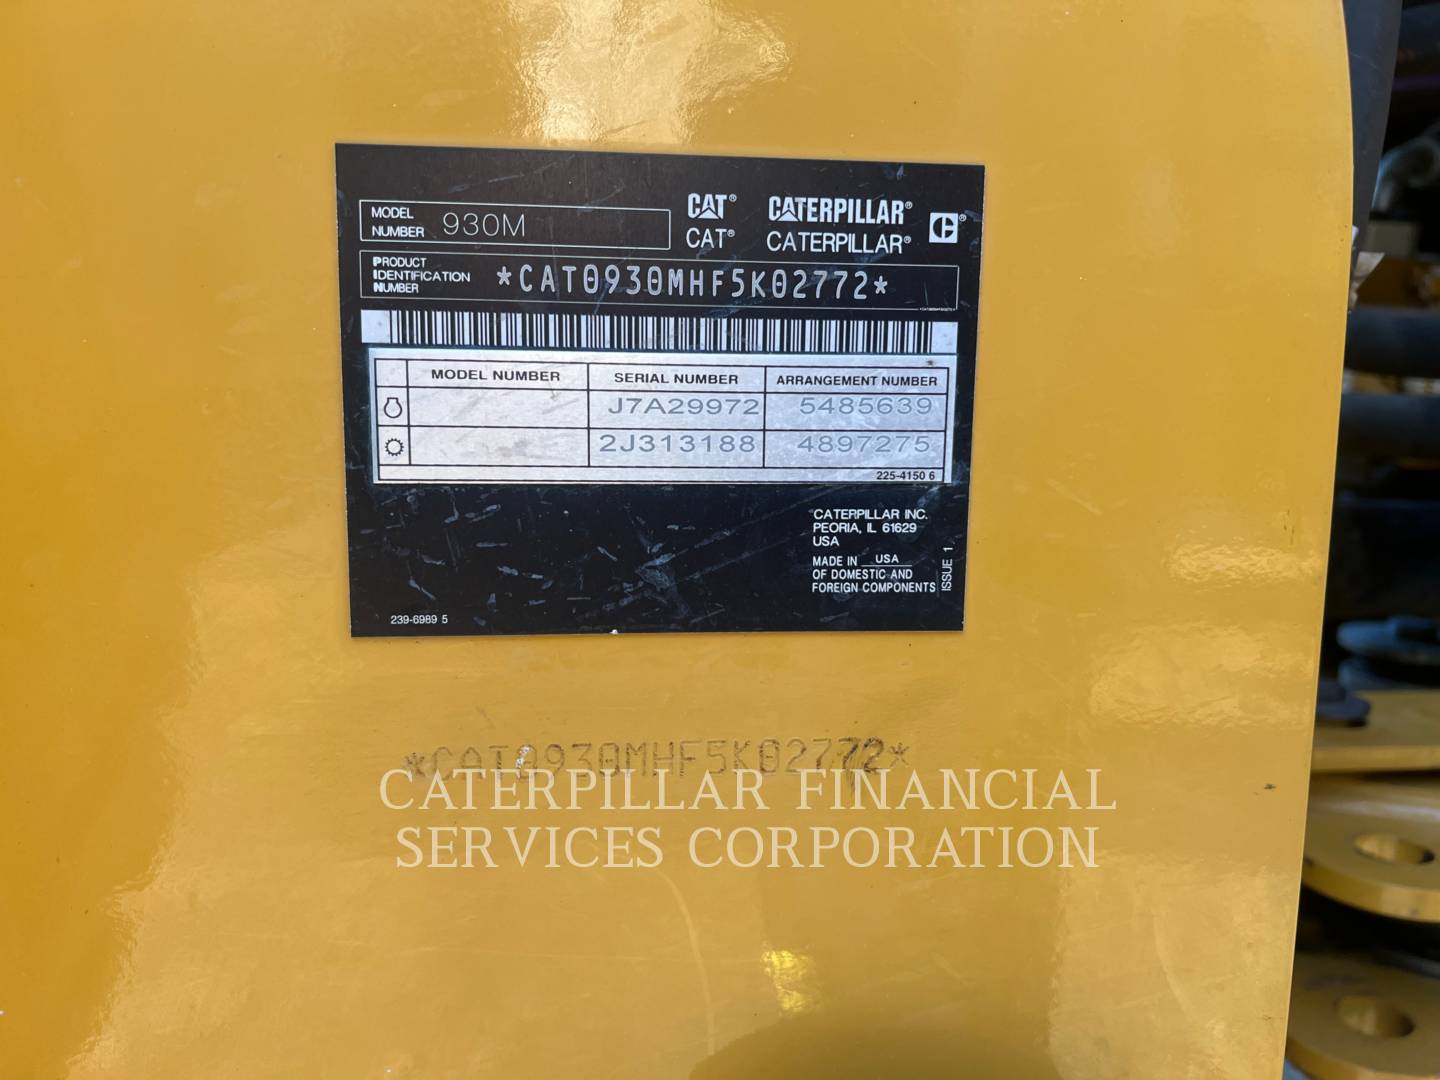 MODEL NUMBER 930M
CAT® CATERPILLAR®
CAT® CATERPILLAR®
C®
PRODUCT IDENTIFICATION NUMBER *CAT0930MHF5K02772*
MODEL NUMBER SERIAL NUMBER ARRANGEMENT NUMBER
J7A29972 5485639
2J313188 4897275
225-4150 6
CATERPILLAR INC.
PEORIA, IL 61629
USA
MADE IN USA
OF DOMESTIC AND
FOREIGN COMPONENTS
ISSUE 1
239-6989 5
*CAT0930MHF5K02772*
CATERPILLAR FINANCIAL
SERVICES CORPORATION